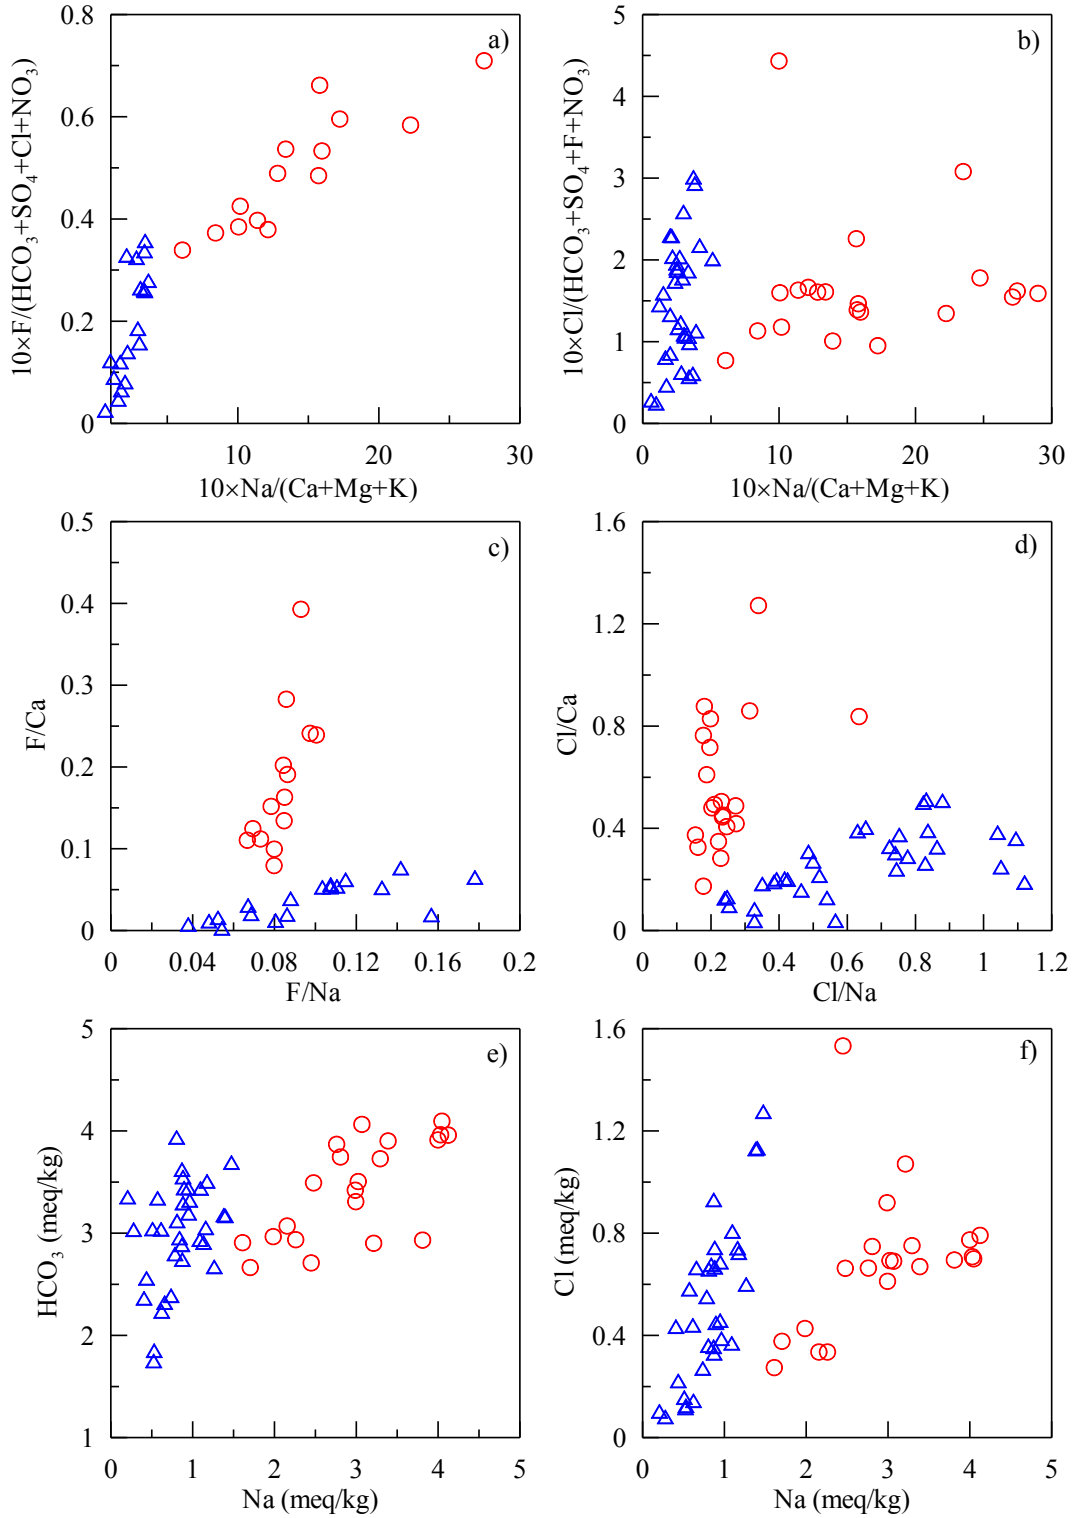 a)
10×F/(HCO₃+SO₄+Cl+NO₃)
0.8
0.6
0.4
0.2
0
10 20 30
10×Na/(Ca+Mg+K)
b)
10×Cl/(HCO₃+SO₄+F+NO₃)
5
4
3
2
1
0
0 5 10 15 20 25 30
10×Na/(Ca+Mg+K)
c)
F/Ca
0.5
0.4
0.3
0.2
0.1
0
0 0.04 0.08 0.12 0.16 0.2
F/Na
d)
Cl/Ca
1.6
1.2
0.8
0.4
0
0 0.2 0.4 0.6 0.8 1 1.2
Cl/Na
e)
HCO₃ (meq/kg)
5
4
3
2
1
0 1 2 3 4 5
Na (meq/kg)
f)
Cl (meq/kg)
1.6
1.2
0.8
0.4
0
0 1 2 3 4 5
Na (meq/kg)